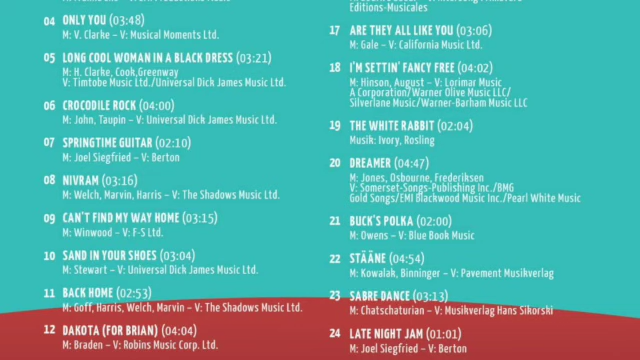 04 ONLY YOU (03:48)
M: V. Clarke – V: Musical Moments Ltd.
05 LONG COOL WOMAN IN A BLACK DRESS (03:21)
M: H. Clarke, Cook,Greenway
V: Timtobe Music Ltd./Universal Dick James Music Ltd.
06 CROCODILE ROCK (04:00)
M: John, Taupin – V: Universal Dick James Music Ltd.
07 SPRINGTIME GUITAR (02:10)
M: Joel Siegfried – V: Berton
08 NIVRAM (03:16)
M: Welch, Marvin, Harris – V: The Shadows Music Ltd.
09 CAN'T FIND MY WAY HOME (03:15)
M: Winwood – V: F-S Ltd.
10 SAND IN YOUR SHOES (03:04)
M: Stewart – V: Universal Dick James Music Ltd.
11 BACK HOME (02:53)
M: Goff, Harris, Welch, Marvin – V: The Shadows Music Ltd.
12 DAKOTA (FOR BRIAN) (04:04)
M: Braden – V: Robins Music Corp. Ltd.
Editions-Musicales
17 ARE THEY ALL LIKE YOU (03:06)
M: Gale – V: California Music Ltd.
18 I'M SETTIN' FANCY FREE (04:02)
M: Hinson, August – V: Lorimar Music
A Corporation/Warner Olive Music LLC/
Silverlane Music/Warner-Barham Music LLC
19 THE WHITE RABBIT (02:04)
Musik: Ivory, Rosling
20 DREAMER (04:47)
M: Jones, Osbourne, Frederiksen
V: Somerset-Songs-Publishing Inc./BMG
Gold Songs/EMI Blackwood Music Inc./Pearl White Music
21 BUCK'S POLKA (02:00)
M: Owens – V: Blue Book Music
22 STÄÄNE (04:54)
M: Kowalak, Binninger – V: Pavement Musikverlag
23 SABRE DANCE (03:13)
M: Chatschaturian – V: Musikverlag Hans Sikorski
24 LATE NIGHT JAM (01:01)
M: Joel Siegfried – V: Berton